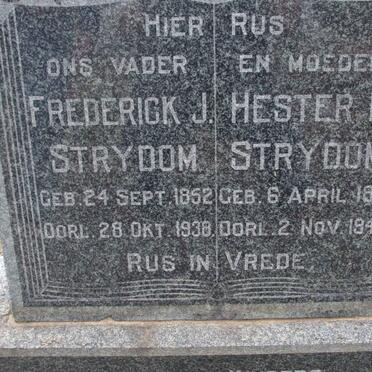 HIER RUS
ONS VADER EN MOEDER
FREDERICK J. HESTER
STRYDOM STRYDOM
GEB. 24 SEPT. 1852 GEB. 6 APRIL
OORL. 28 OKT. 1938 OORL. 2 NOV.
RUS IN VREDE.